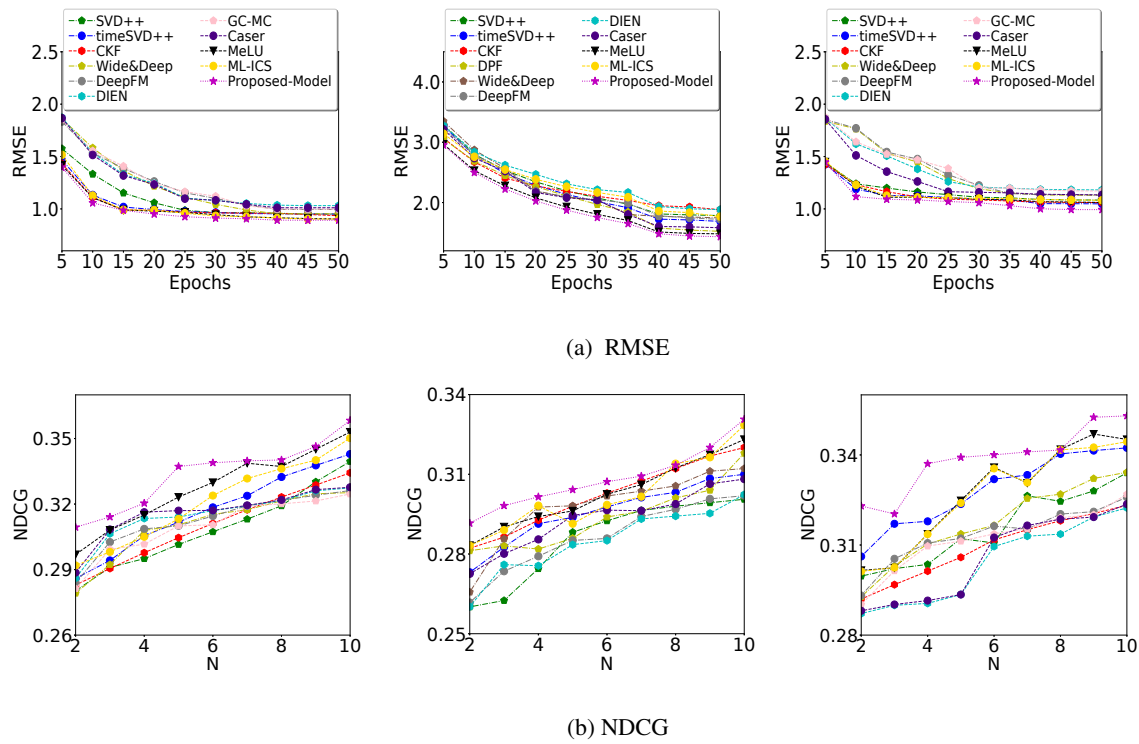 SVD++
timeSVD++
CKF
Wide&Deep
DeepFM
DIEN
GC-MC
Caser
MeLU
ML-ICS
Proposed-Model
2.5
2.0
1.5
1.0
RMSE
5 10 15 20 25 30 35 40 45 50
Epochs
SVD++
timeSVD++
CKF
DPF
Wide&Deep
DeepFM
DIEN
Caser
MeLU
ML-ICS
Proposed-Model
4.0
3.0
2.0
RMSE
5 10 15 20 25 30 35 40 45 50
Epochs
SVD++
timeSVD++
CKF
Wide&Deep
DeepFM
DIEN
GC-MC
Caser
MeLU
ML-ICS
Proposed-Model
2.5
2.0
1.5
1.0
RMSE
5 10 15 20 25 30 35 40 45 50
Epochs
(a) RMSE
0.35
0.32
0.29
0.26
NDCG
2 4 6 8 10
N
0.34
0.31
0.28
0.25
NDCG
2 4 6 8 10
N
0.34
0.31
0.28
NDCG
2 4 6 8 10
N
(b) NDCG